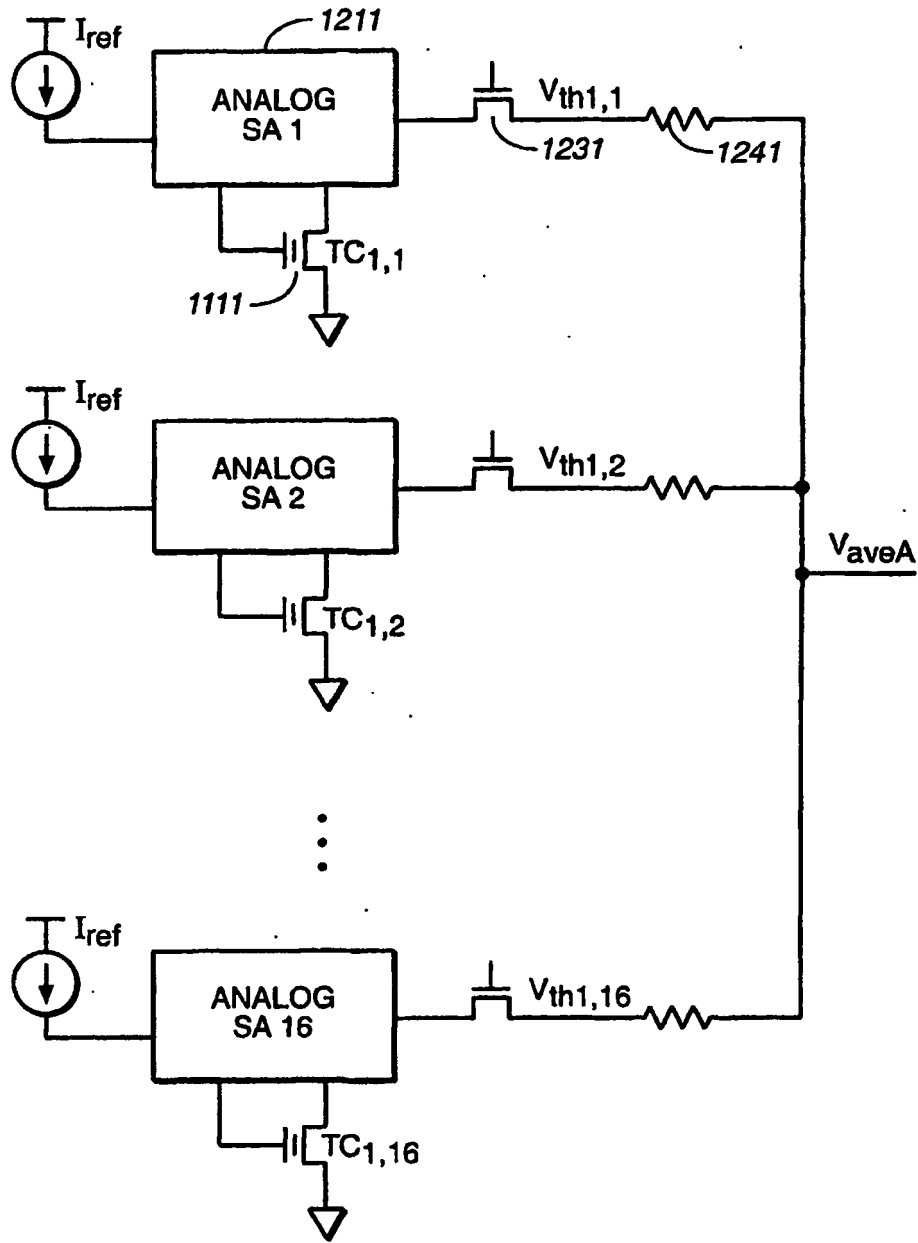 1211
Iref
ANALOG
SA 1
Vth1,1
1231
1241
TC1,1
1111
Iref
ANALOG
SA 2
Vth1,2
VaveA
TC1,2
Iref
ANALOG
SA 16
Vth1,16
TC1,16